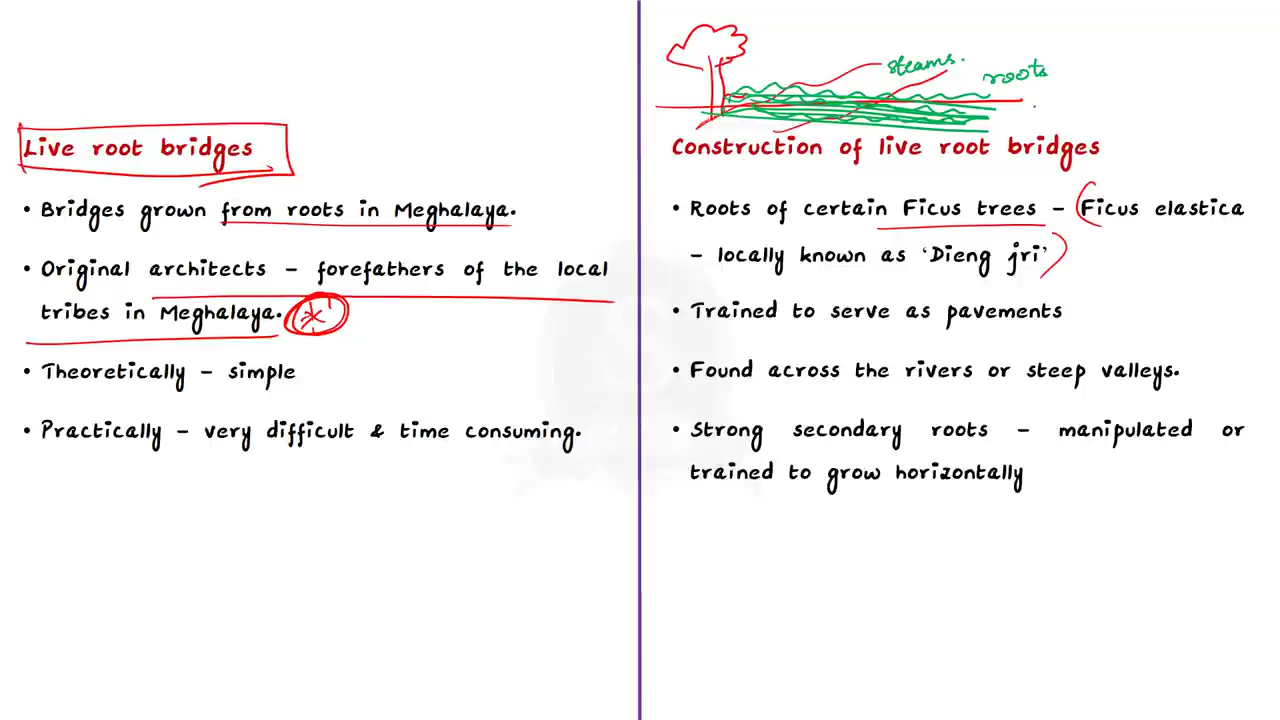 Live root bridges
• Bridges grown from roots in Meghalaya.
• Original architects - forefathers of the local
tribes in Meghalaya.
• Theoretically - simple
• Practically - very difficult & time consuming.
steams.
roots
Construction of live root bridges
• Roots of certain Ficus trees - (Ficus elastica
- locally known as 'Dieng jri')
• Trained to serve as pavements
• Found across the rivers or steep valleys.
• Strong secondary roots - manipulated or
trained to grow horizontally